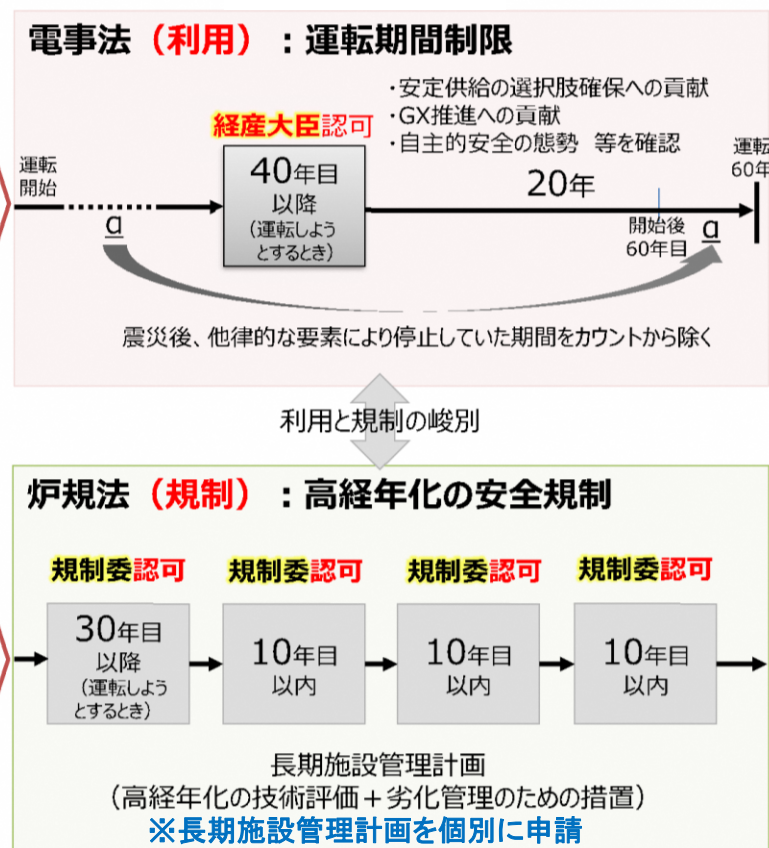 電事法（利用）：運転期間制限
・安定供給の選択肢確保への貢献
・GX推進への貢献
・自主的安全の態勢 等を確認
経産大臣認可
運転
開始
40年目
以降
（運転しよう
とするとき）
20年
運転
60年
a
開始後
60年目
a
震災後、他律的な要素により停止していた期間をカウントから除く
利用と規制の峻別
炉規法（規制）：高経年化の安全規制
規制委認可
規制委認可
規制委認可
規制委認可
30年目
以降
（運転しよう
とするとき）
10年目
以内
10年目
以内
10年目
以内
長期施設管理計画
（高経年化の技術評価＋劣化管理のための措置）
※長期施設管理計画を個別に申請